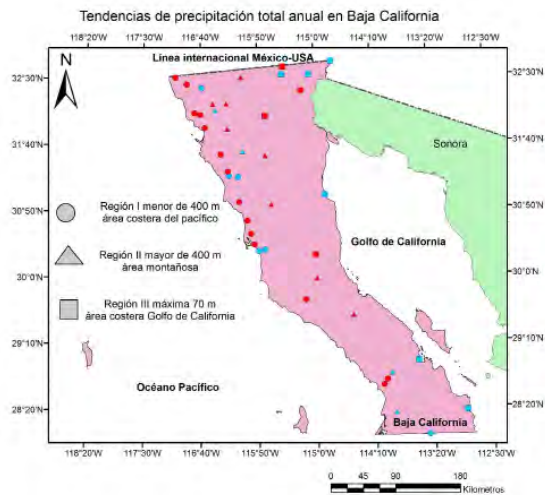 Tendencias de precipitación total anual en Baja California
118°20'O 117°30'O 116°40'O 115°50'O 115°0'O 114°10'O 113°20'O 112°30'O
Línea internacional México-USA
N
32°30'N 32°30'N
31°40'N 31°40'N
Sonora
30°50'N 30°50'N
Región I menor de 400 m
área costera del pacífico
Golfo de California
Región II mayor de 400 m
área montañosa
30°0'N 30°0'N
Región III máxima 70 m
área costera Golfo de California
29°10'N 29°10'N
Océano Pacífico
28°20'N 28°20'N
Baja California
118°20'O 117°30'O 116°40'O 115°50'O 115°0'O 114°10'O 113°20'O 112°30'O
0 45 90 180
Kilometros